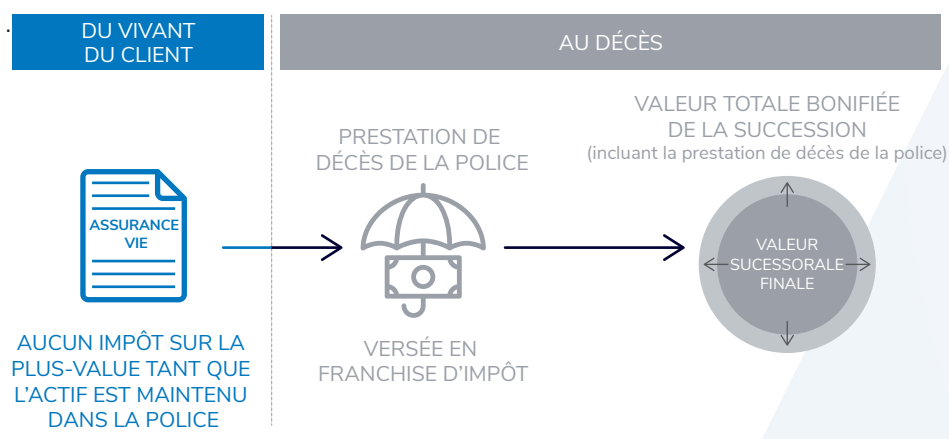 .
DU VIVANT
DU CLIENT
AU DÉCÈS
ASSURANCE
VIE
AUCUN IMPÔT SUR LA
PLUS-VALUE TANT QUE
L’ACTIF EST MAINTENU
DANS LA POLICE
PRESTATION DE
DÉCÈS DE LA POLICE
VERSÉE EN
FRANCHISE D’IMPÔT
VALEUR TOTALE BONIFIÉE
DE LA SUCCESSION
(incluant la prestation de décès de la police)
VALEUR
SUCESSORALE
FINALE